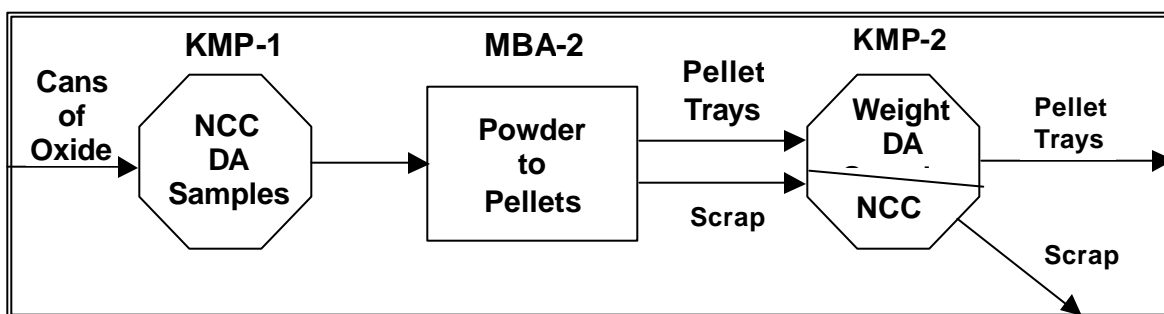 KMP-1
MBA-2
KMP-2
Cans
of
Oxide
NCC
DA
Samples
Powder
to
Pellets
Pellet
Trays
Scrap
Weight
DA
NCC
Pellet
Trays
Scrap